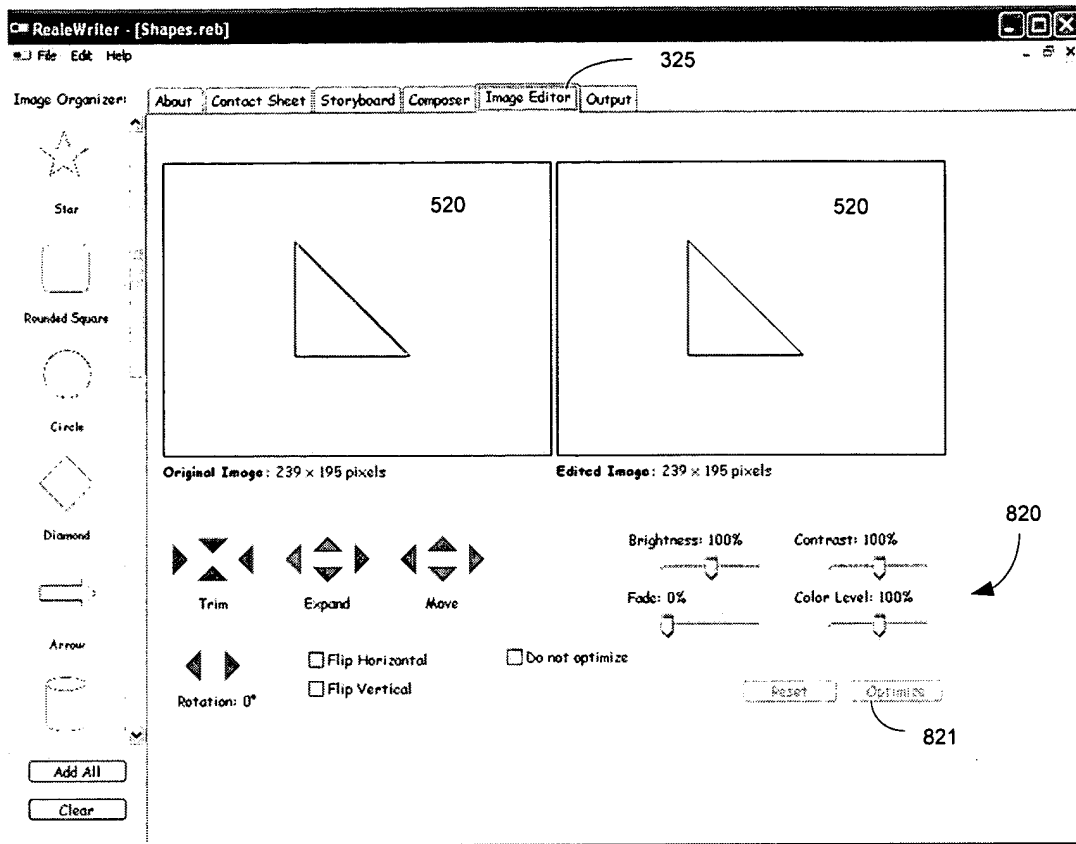 RealeWriter - [Shapes.reb]
File Edit Help
325
Image Organizer:
About Contact Sheet Storyboard Composer Image Editor Output
Star
Rounded Square
Circle
Diamond
Arrow
Add All
Clear
520
520
Original Image: 239 × 195 pixels
Edited Image: 239 × 195 pixels
820
Trim
Expand
Move
Brightness: 100%
Contrast: 100%
Fade: 0%
Color Level: 100%
Rotation: 0°
Flip Horizontal
Flip Vertical
Do not optimize
Reset
Optimize
821